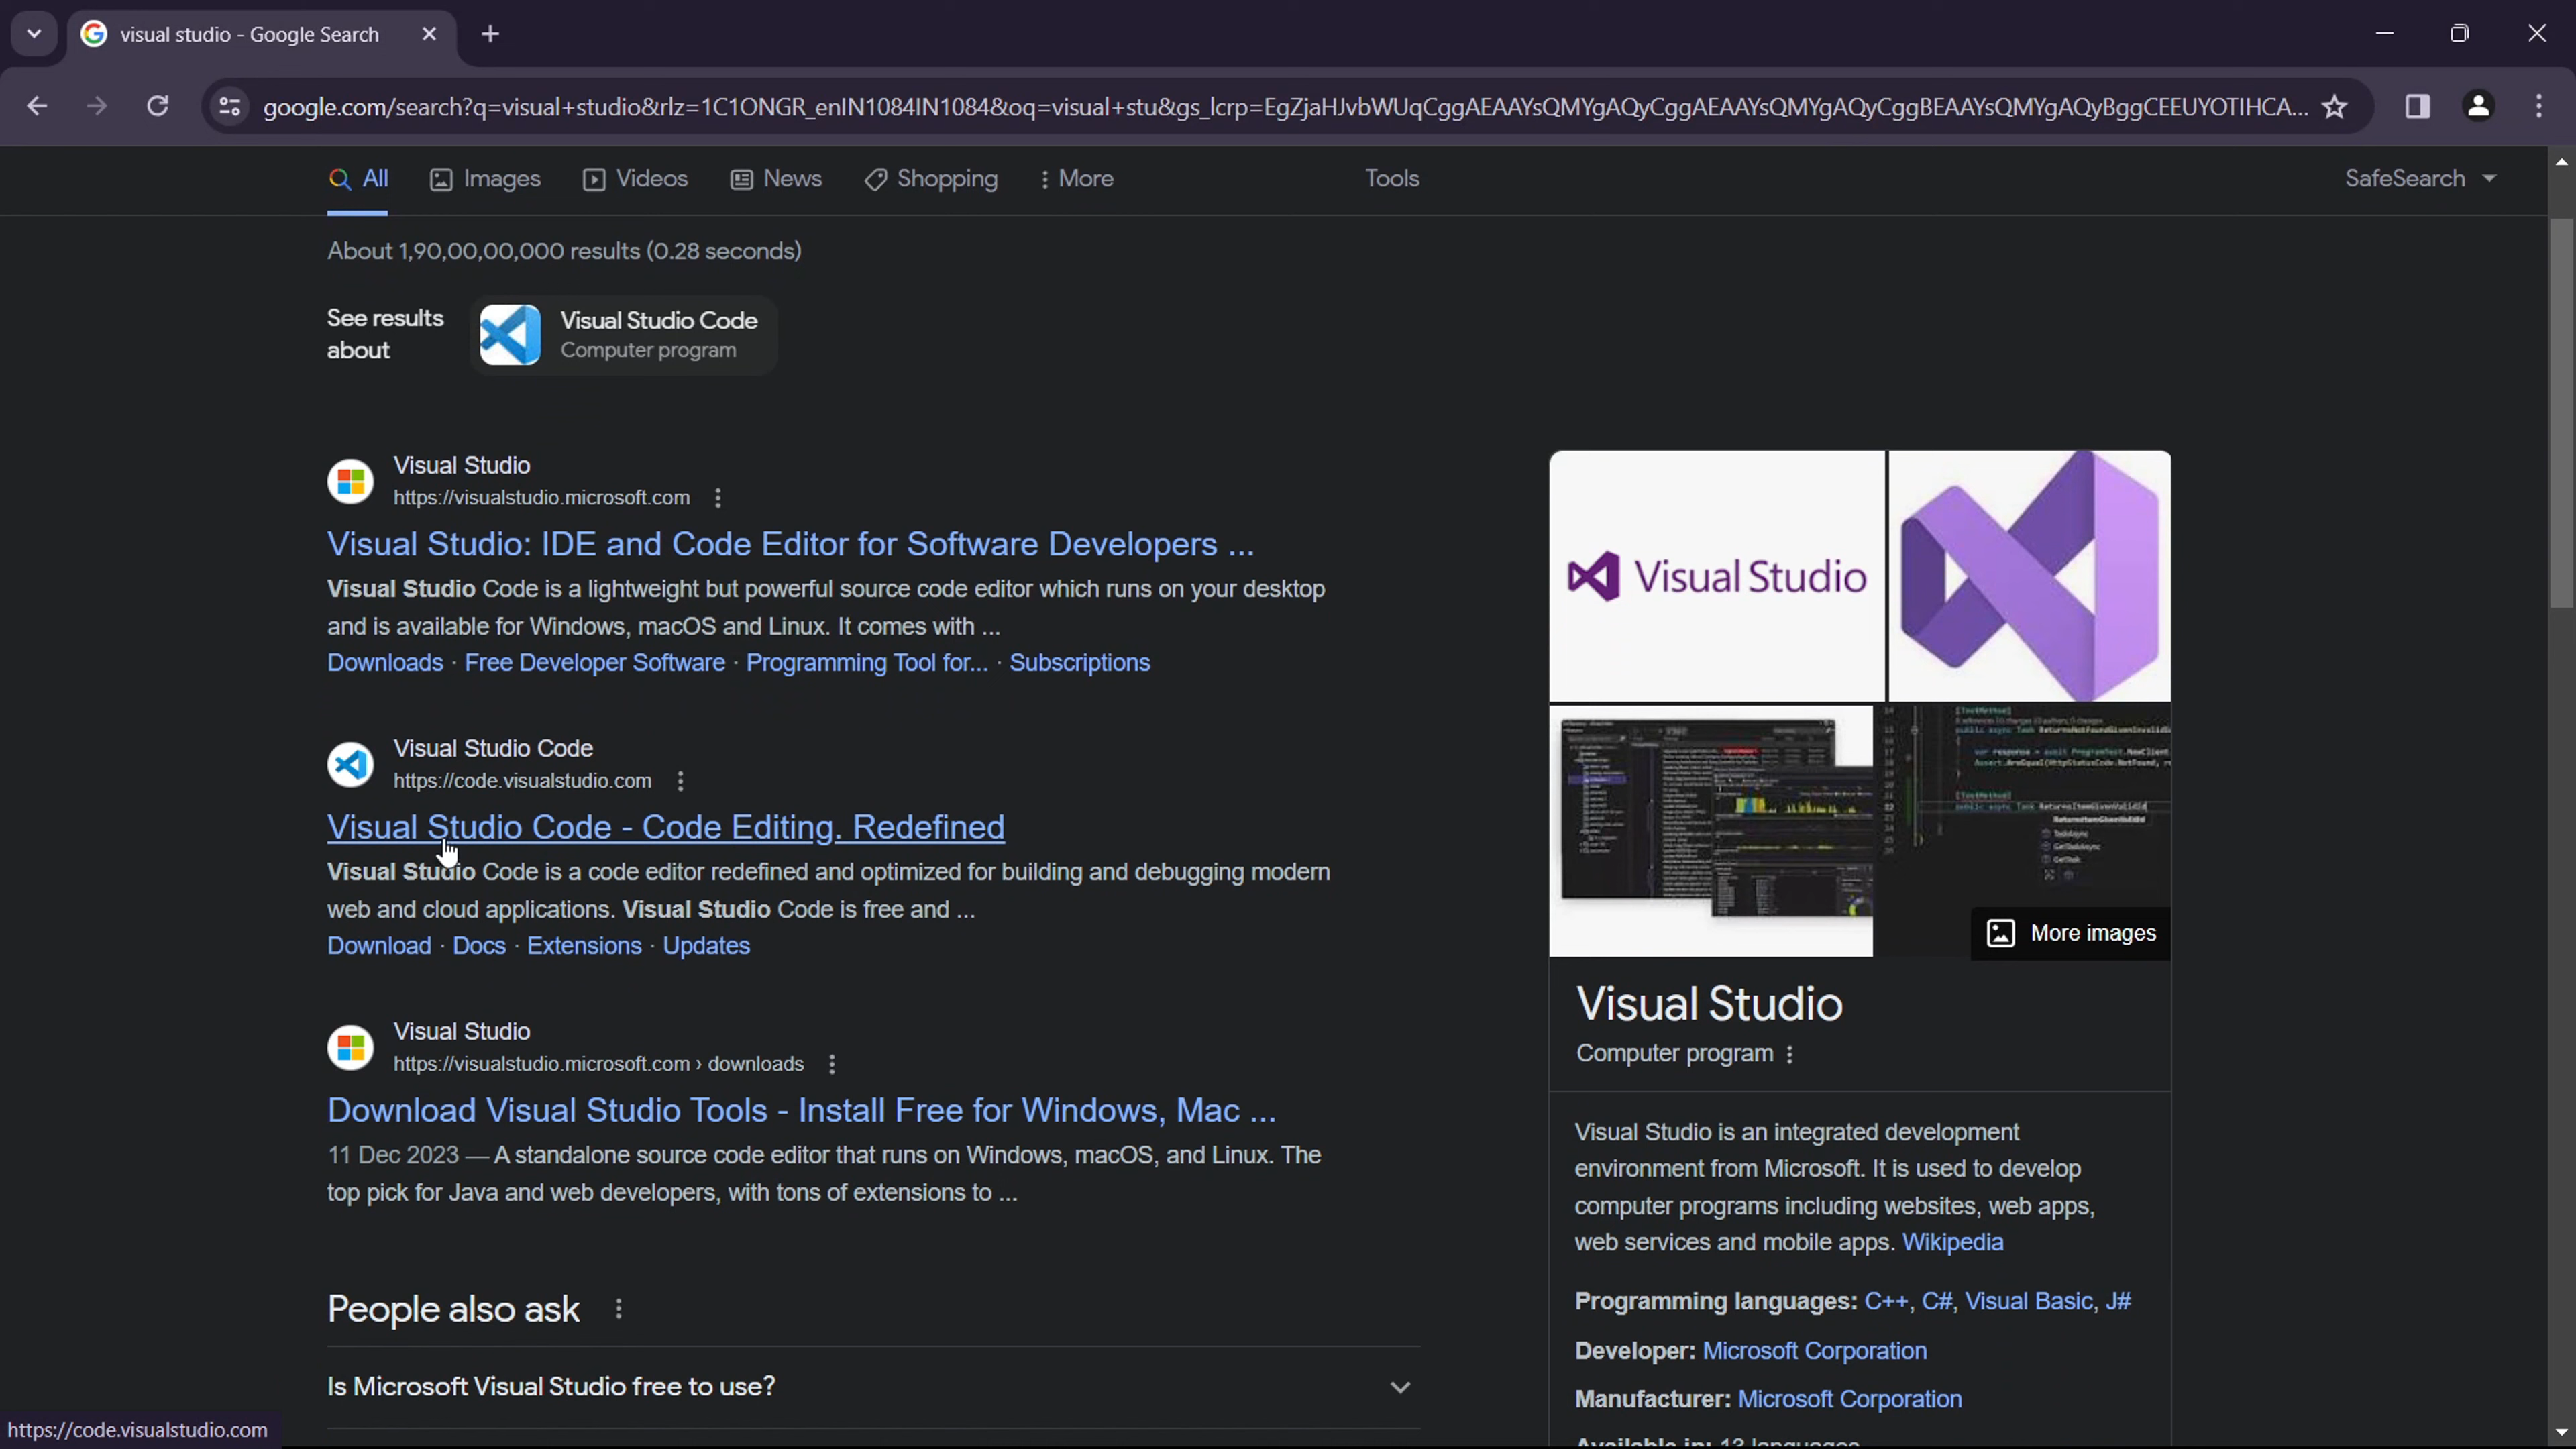 visual studio - Google Search
google.com/search?q=visual+studio&rlz=1C1ONGR_enIN1084IN1084&oq=visual+stu&gs_lcrp=EgZjaHJvbWUqCggAEAAYsQMYgAQyCggAEAAYsQMYgAQyCggBEAAYsQMYgAQyBggCEEUYOTIHCA...
All Images Videos News Shopping More Tools SafeSearch
About 1,90,00,00,000 results (0.28 seconds)
See results about
Visual Studio Code
Computer program
Visual Studio
https://visualstudio.microsoft.com
Visual Studio: IDE and Code Editor for Software Developers ...
Visual Studio Code is a lightweight but powerful source code editor which runs on your desktop
and is available for Windows, macOS and Linux. It comes with ...
Downloads · Free Developer Software · Programming Tool for... · Subscriptions
Visual Studio Code
https://code.visualstudio.com
Visual Studio Code - Code Editing. Redefined
Visual Studio Code is a code editor redefined and optimized for building and debugging modern
web and cloud applications. Visual Studio Code is free and ...
Download · Docs · Extensions · Updates
Visual Studio
https://visualstudio.microsoft.com › downloads
Download Visual Studio Tools - Install Free for Windows, Mac ...
11 Dec 2023 — A standalone source code editor that runs on Windows, macOS, and Linux. The
top pick for Java and web developers, with tons of extensions to ...
People also ask
Is Microsoft Visual Studio free to use?
https://code.visualstudio.com
Visual Studio
More images
Visual Studio
Computer program
Visual Studio is an integrated development
environment from Microsoft. It is used to develop
computer programs including websites, web apps,
web services and mobile apps. Wikipedia
Programming languages: C++, C#, Visual Basic, J#
Developer: Microsoft Corporation
Manufacturer: Microsoft Corporation
Available in: 13 languages